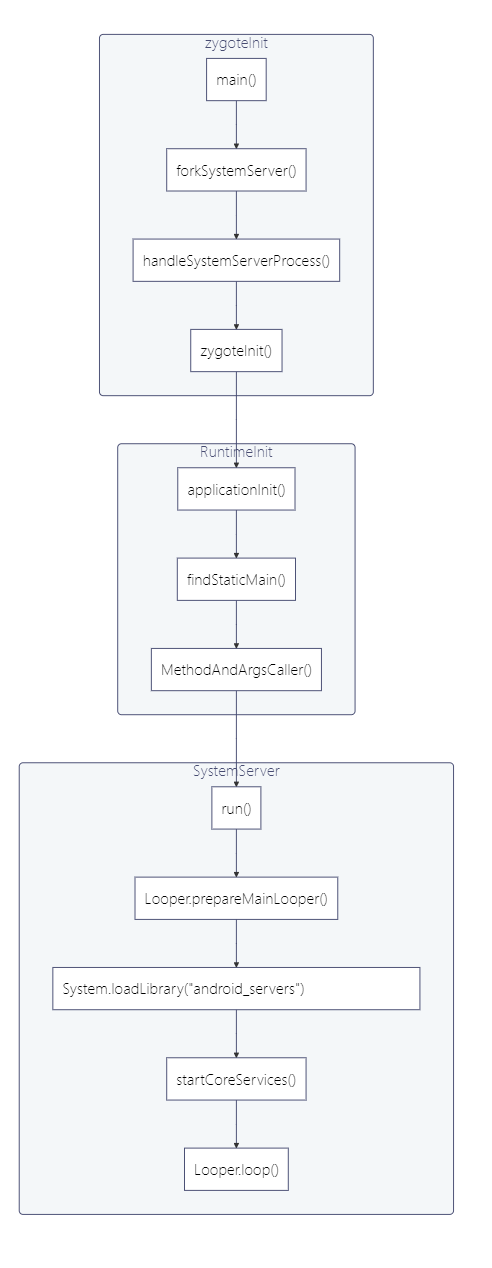 zygoteInit
main()
forkSystemServer()
handleSystemServerProcess()
zygoteInit()
RuntimeInit
applicationInit()
findStaticMain()
MethodAndArgsCaller()
SystemServer
run()
Looper.prepareMainLooper()
System.loadLibrary("android_servers")
startCoreServices()
Looper.loop()